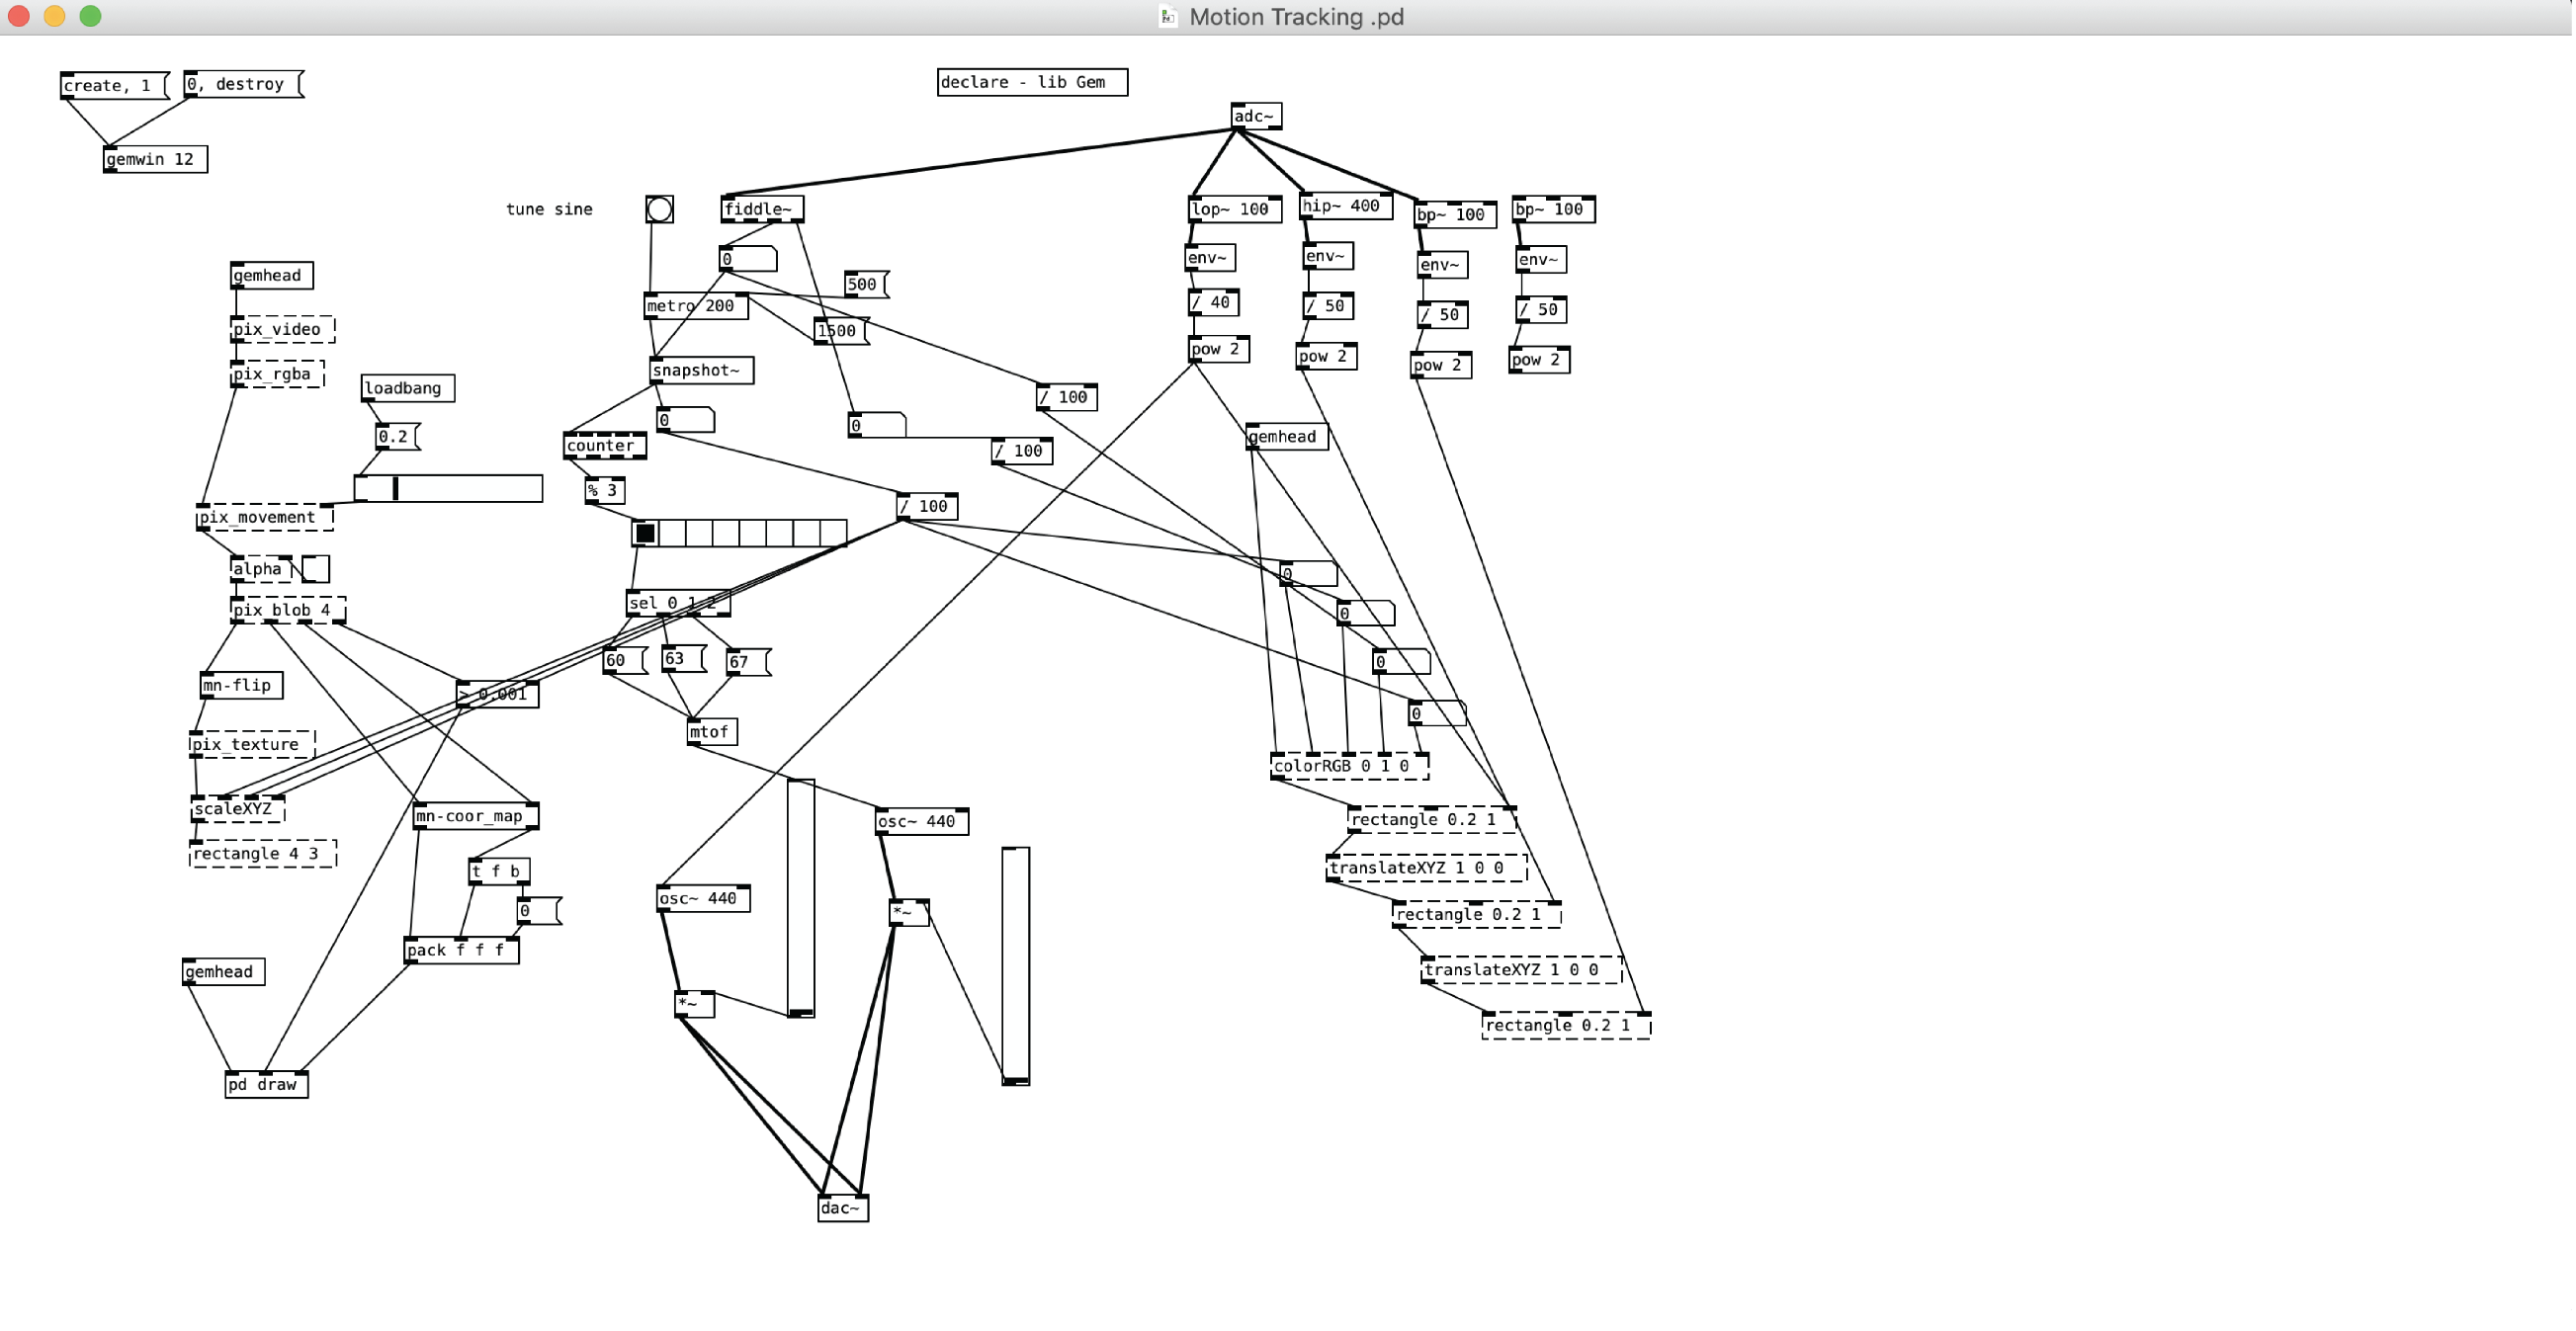 Motion Tracking .pd
create, 1
0, destroy
declare - lib Gem
adc~
gemwin 12
tune sine
fiddle~
lop~ 100
hip~ 400
bp~ 100
bp~ 100
0
env~
env~
env~
env~
gemhead
500
metro 200
/ 40
/ 50
/ 50
/ 50
pix_video
1500
pow 2
pow 2
pow 2
pow 2
pix_rgba
snapshot~
loadbang
/ 100
0.2
0
0
gemhead
counter
/ 100
% 3
/ 100
pix_movement
alpha
0
pix_blob 4
sel 0 1 2
0
60
63
67
0
mn-flip
> 0.001
0
mtof
pix_texture
colorRGB 0 1 0
scaleXYZ
mn-coor_map
osc~ 440
rectangle 0.2 1
rectangle 4 3
t f b
translateXYZ 1 0 0
osc~ 440
0
*~
rectangle 0.2 1
pack f f f
gemhead
translateXYZ 1 0 0
*~
rectangle 0.2 1
pd draw
dac~